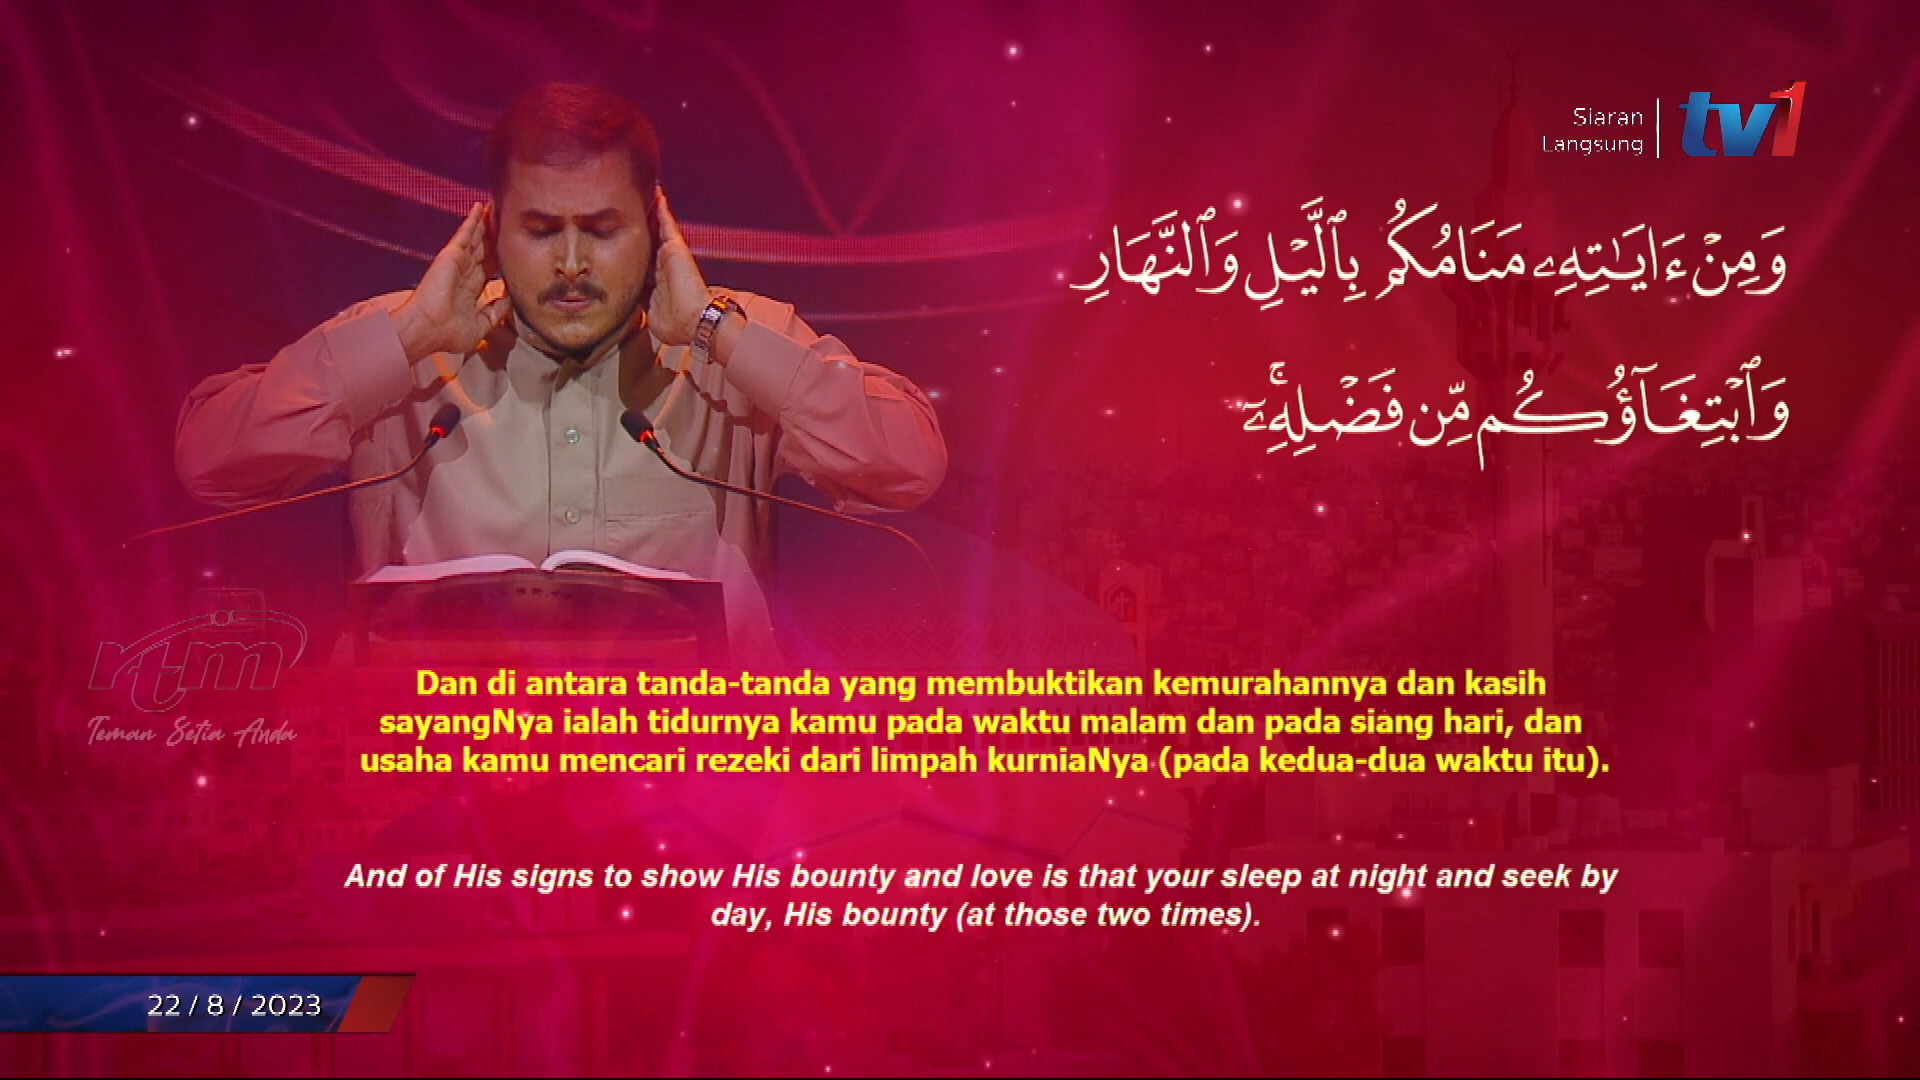 Siaran
Langsung
tv1
وَمِنْ ءَايَـٰتِهِۦ مَنَامُكُم بِٱلَّيْلِ وَٱلنَّهَارِ
وَٱبْتِغَآؤُكُم مِّن فَضْلِهِۦٓ ۚ
rtm
Teman Setia Anda
Dan di antara tanda-tanda yang membuktikan kemurahannya dan kasih
sayangNya ialah tidurnya kamu pada waktu malam dan pada siang hari, dan
usaha kamu mencari rezeki dari limpah kurniaNya (pada kedua-dua waktu itu).
And of His signs to show His bounty and love is that your sleep at night and seek by
day, His bounty (at those two times).
22 / 8 / 2023